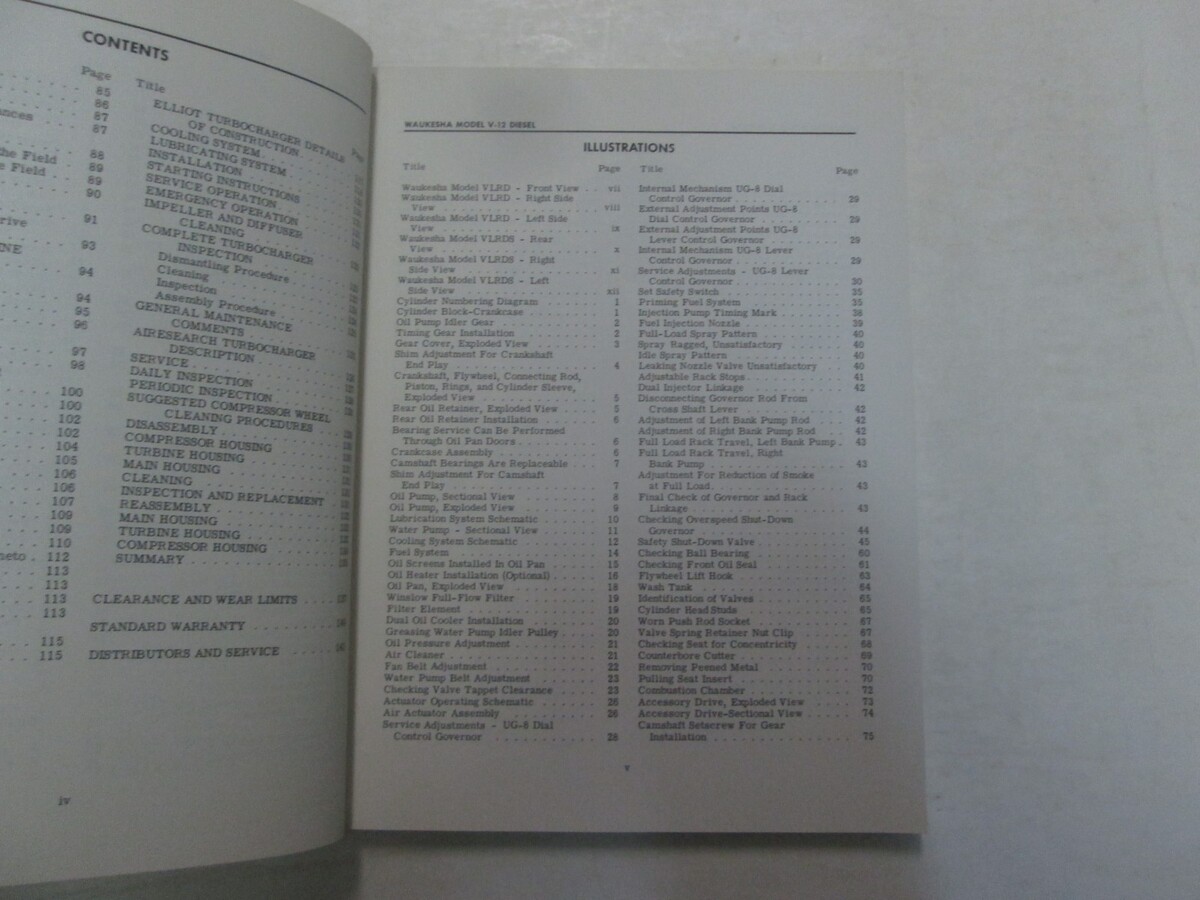 CONTENTS
Page
85
86
ances . . . . . 87
87
the Field . . 88
e Field . . . 89
89
90
rive
91
INE
93
94
94
95
96
97
98
100
100
102
102
104
105
106
106
107
109
109
110
neto . 112
113
113
113
113
115
115
Title
ELLIOT TURBOCHARGER DETAILS
OF CONSTRUCTION
COOLING SYSTEM
LUBRICATING SYSTEM
INSTALLATION
STARTING INSTRUCTIONS
SERVICE OPERATION
EMERGENCY OPERATION
IMPELLER AND DIFFUSER
CLEANING
COMPLETE TURBOCHARGER
INSPECTION
Dismantling Procedure
Cleaning
Inspection
Assembly Procedure
GENERAL MAINTENANCE
COMMENTS
AIRESEARCH TURBOCHARGER
DESCRIPTION
SERVICE
DAILY INSPECTION
PERIODIC INSPECTION
SUGGESTED COMPRESSOR WHEEL
CLEANING PROCEDURES
DISASSEMBLY
COMPRESSOR HOUSING
TURBINE HOUSING
MAIN HOUSING
CLEANING
INSPECTION AND REPLACEMENT
REASSEMBLY
MAIN HOUSING
TURBINE HOUSING
COMPRESSOR HOUSING
SUMMARY
CLEARANCE AND WEAR LIMITS
STANDARD WARRANTY
DISTRIBUTORS AND SERVICE
iv
WAUKESHA MODEL V-12 DIESEL
ILLUSTRATIONS
Title Page
Waukesha Model VLRD - Front View . . vii
Waukesha Model VLRD - Right Side
View . . . viii
Waukesha Model VLRD - Left Side
View . . . ix
Waukesha Model VLRDS - Rear
View . . . x
Waukesha Model VLRDS - Right
Side View . . . xi
Waukesha Model VLRDS - Left
Side View . . . xii
Cylinder Numbering Diagram . . . 1
Cylinder Block-Crankcase . . . 1
Oil Pump Idler Gear . . . 2
Timing Gear Installation . . . 2
Gear Cover, Exploded View . . . 3
Shim Adjustment For Crankshaft
End Play . . . 4
Crankshaft, Flywheel, Connecting Rod,
Piston, Rings, and Cylinder Sleeve,
Exploded View . . . 5
Rear Oil Retainer, Exploded View . . . 5
Rear Oil Retainer Installation . . . 6
Bearing Service Can Be Performed
Through Oil Pan Doors . . . 6
Crankcase Assembly . . . 6
Camshaft Bearings Are Replaceable . . . 7
Shim Adjustment For Camshaft
End Play . . . 7
Oil Pump, Sectional View . . . 8
Oil Pump, Exploded View . . . 9
Lubrication System Schematic . . . 10
Water Pump - Sectional View . . . 11
Cooling System Schematic . . . 12
Fuel System . . . 14
Oil Screens Installed In Oil Pan . . . 15
Oil Heater Installation (Optional) . . . 16
Oil Pan, Exploded View . . . 18
Winslow Full-Flow Filter . . . 19
Filter Element . . . 19
Dual Oil Cooler Installation . . . 20
Greasing Water Pump Idler Pulley . . . 20
Oil Pressure Adjustment . . . 21
Air Cleaner . . . 21
Fan Belt Adjustment . . . 22
Water Pump Belt Adjustment . . . 23
Checking Valve Tappet Clearance . . . 23
Actuator Operating Schematic . . . 26
Air Actuator Assembly . . . 26
Service Adjustments - UG-8 Dial
Control Governor . . . 28
Title Page
Internal Mechanism UG-8 Dial
Control Governor . . . 29
External Adjustment Points UG-8
Dial Control Governor . . . 29
External Adjustment Points UG-8
Lever Control Governor . . . 29
Internal Mechanism UG-8 Lever
Control Governor . . . 29
Service Adjustments - UG-8 Lever
Control Governor . . . 30
Set Safety Switch . . . 35
Priming Fuel System . . . 35
Injection Pump Timing Mark . . . 38
Fuel Injection Nozzle . . . 39
Full-Load Spray Pattern . . . 40
Spray Ragged, Unsatisfactory . . . 40
Idle Spray Pattern . . . 40
Leaking Nozzle Valve Unsatisfactory . . . 40
Adjustable Rack Stops . . . 41
Dual Injector Linkage . . . 42
Disconnecting Governor Rod From
Cross Shaft Lever . . . 42
Adjustment of Left Bank Pump Rod . . . 42
Adjustment of Right Bank Pump Rod . . . 42
Full Load Rack Travel, Left Bank Pump . 43
Full Load Rack Travel, Right
Bank Pump . . . 43
Adjustment For Reduction of Smoke
at Full Load . . . 43
Final Check of Governor and Rack
Linkage . . . 43
Checking Overspeed Shut-Down
Governor . . . 44
Safety Shut-Down Valve . . . 45
Checking Ball Bearing . . . 60
Checking Front Oil Seal . . . 61
Flywheel Lift Hook . . . 63
Wash Tank . . . 64
Identification of Valves . . . 65
Cylinder Head Studs . . . 65
Worn Push Rod Socket . . . 67
Valve Spring Retainer Nut Clip . . . 67
Checking Seat for Concentricity . . . 68
Counterbore Cutter . . . 69
Removing Peened Metal . . . 70
Pulling Seat Insert . . . 70
Combustion Chamber . . . 72
Accessory Drive, Exploded View . . . 73
Accessory Drive-Sectional View . . . 74
Camshaft Setscrew For Gear
Installation . . . 75
v